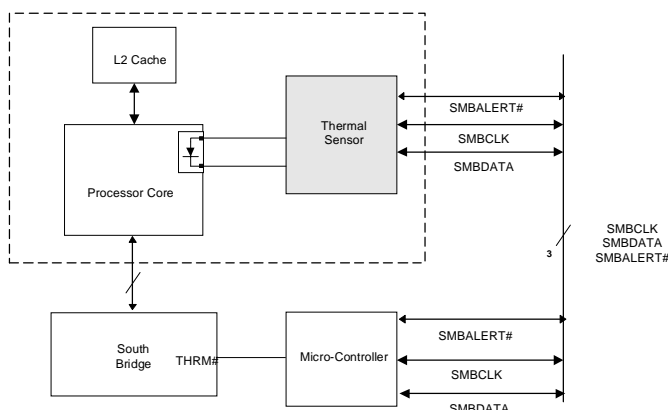 L2 Cache
SMBALERT#
Thermal
Sensor
SMBCLK
SMBDATA
Processor Core
SMBCLK
SMBDATA
SMBALERT#
3
SMBALERT#
South
Bridge
THRM#
Micro-Controller
SMBCLK
SMBDATA